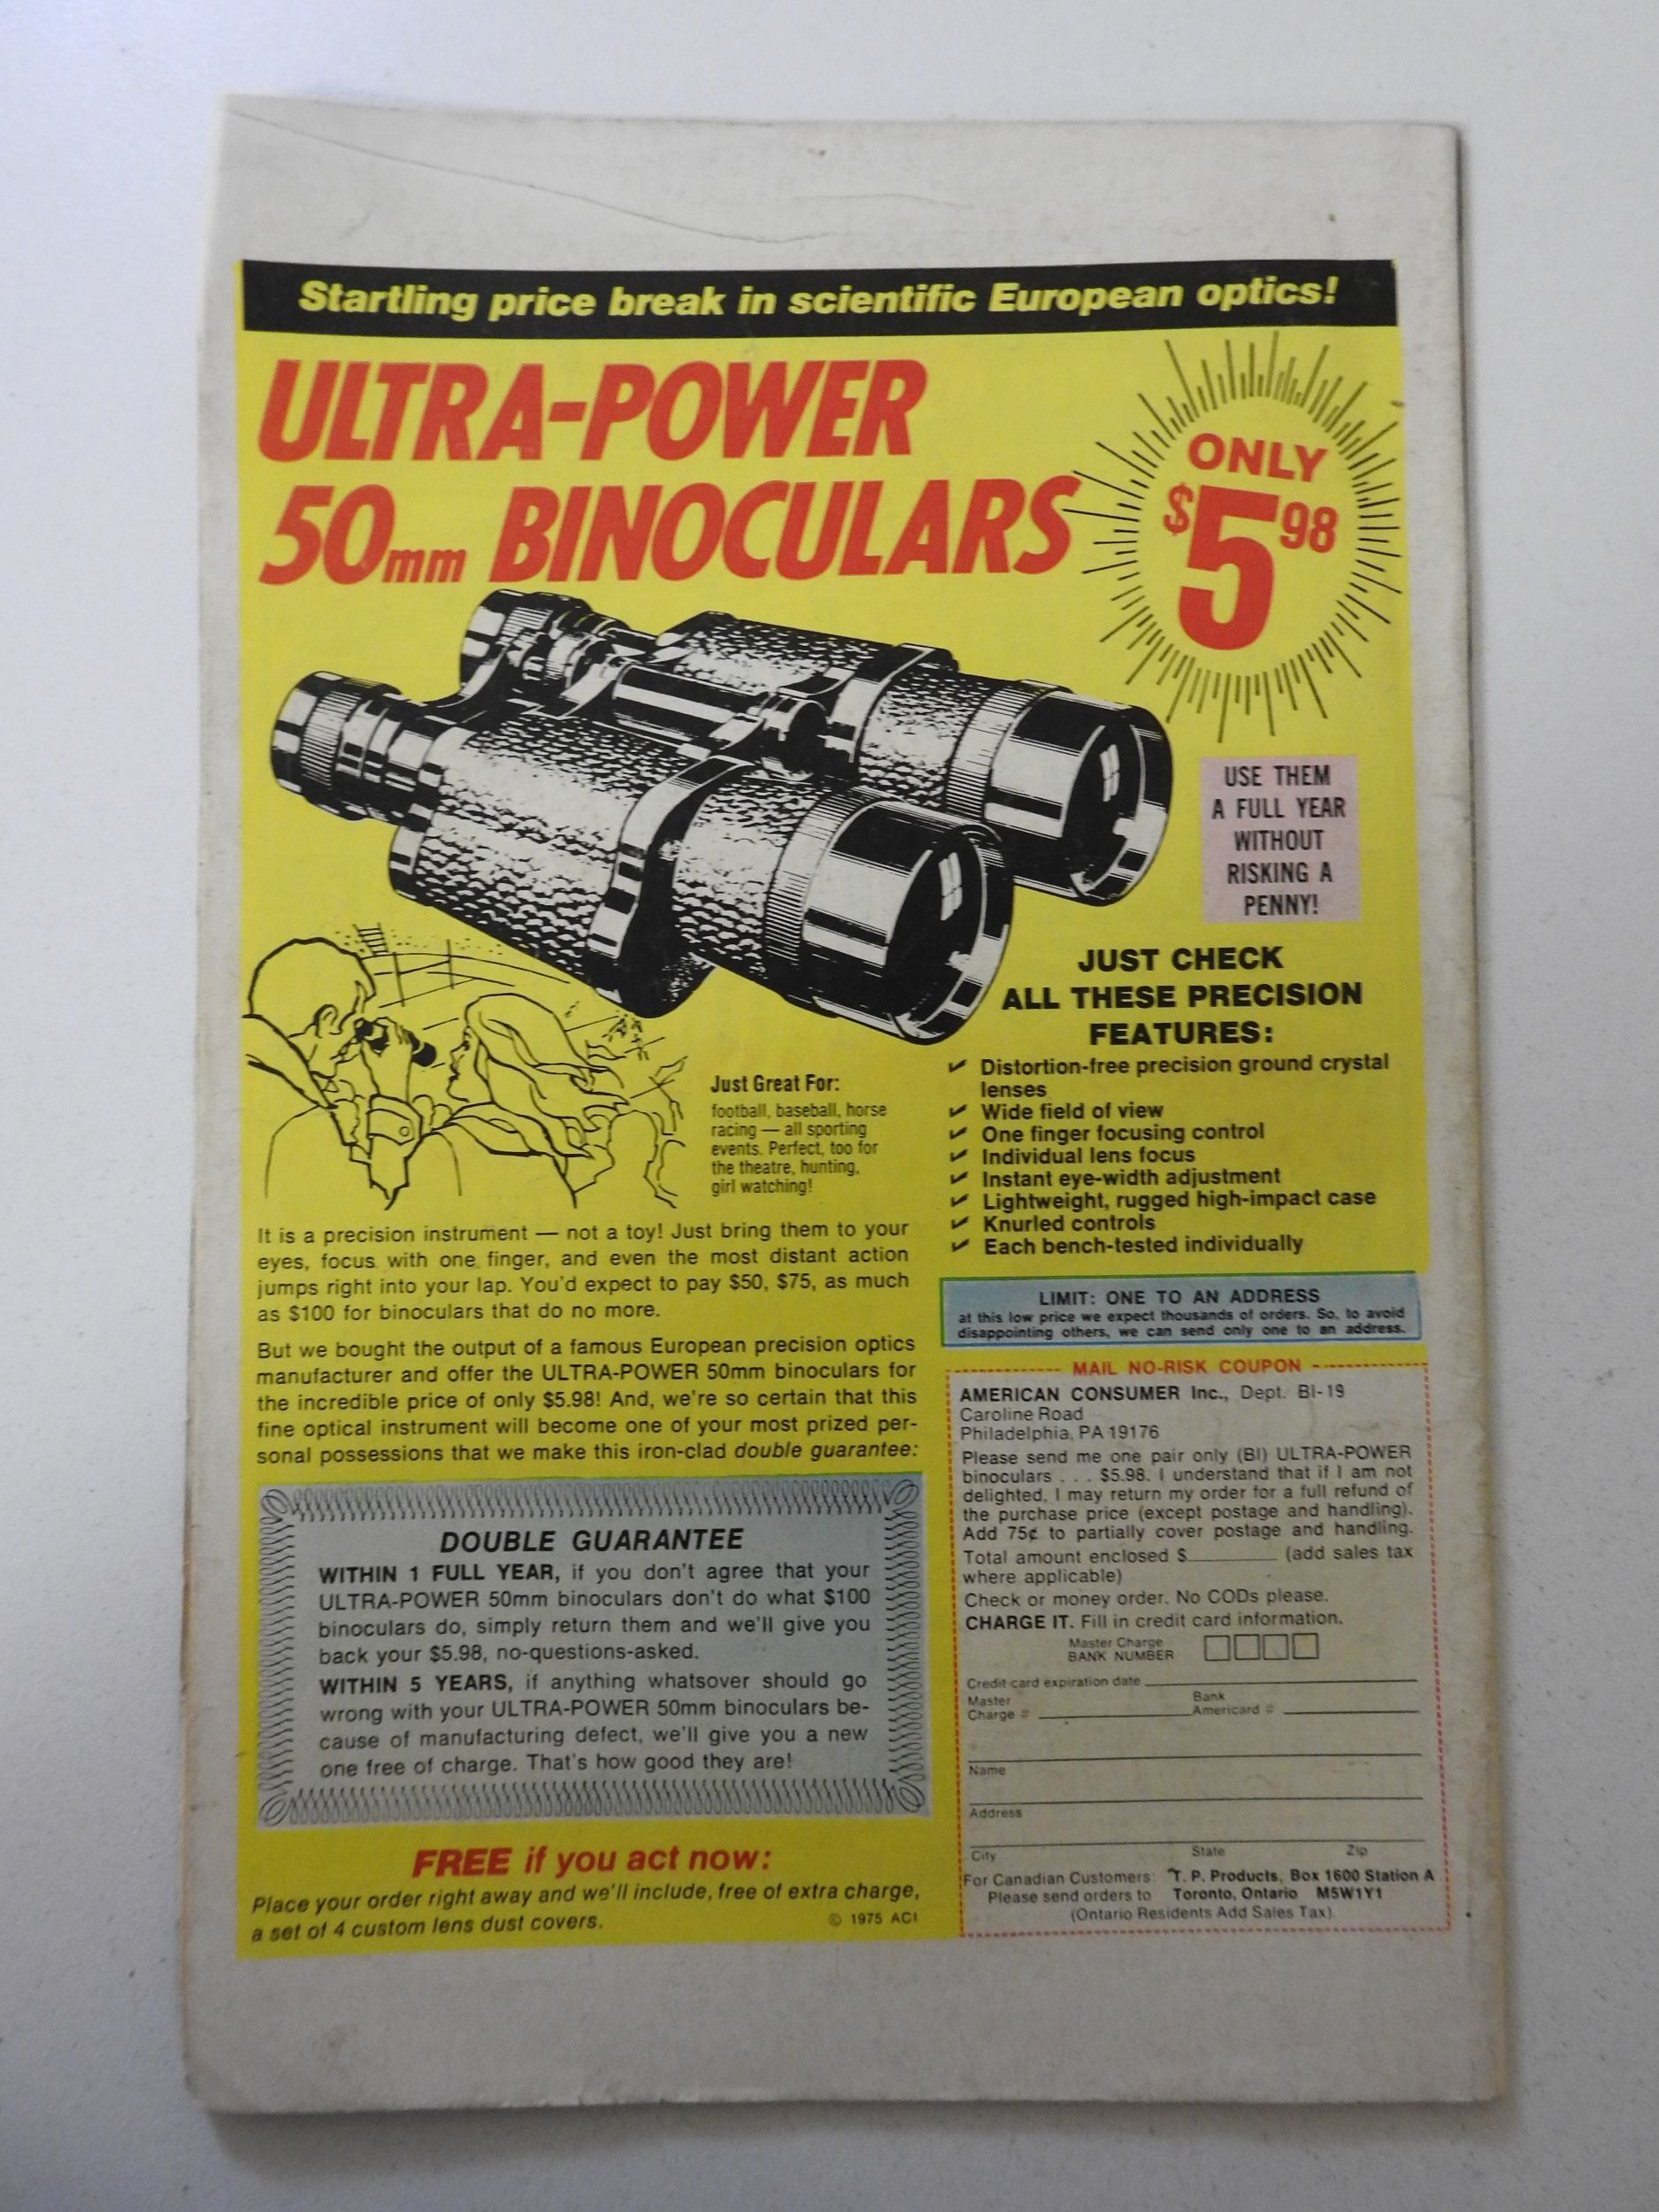 Startling price break in scientific European optics!
ULTRA-POWER
50mm BINOCULARS
ONLY
$5 98
USE THEM
A FULL YEAR
WITHOUT
RISKING A
PENNY!
JUST CHECK
ALL THESE PRECISION
FEATURES:
✔ Distortion-free precision ground crystal
lenses
✔ Wide field of view
✔ One finger focusing control
✔ Individual lens focus
✔ Instant eye-width adjustment
✔ Lightweight, rugged high-impact case
✔ Knurled controls
✔ Each bench-tested individually
Just Great For:
football, baseball, horse
racing — all sporting
events. Perfect, too for
the theatre, hunting,
girl watching!
It is a precision instrument — not a toy! Just bring them to your
eyes, focus with one finger, and even the most distant action
jumps right into your lap. You'd expect to pay $50, $75, as much
as $100 for binoculars that do no more.
But we bought the output of a famous European precision optics
manufacturer and offer the ULTRA-POWER 50mm binoculars for
the incredible price of only $5.98! And, we're so certain that this
fine optical instrument will become one of your most prized per-
sonal possessions that we make this iron-clad double guarantee:
DOUBLE GUARANTEE
WITHIN 1 FULL YEAR, if you don't agree that your
ULTRA-POWER 50mm binoculars don't do what $100
binoculars do, simply return them and we'll give you
back your $5.98, no-questions-asked.
WITHIN 5 YEARS, if anything whatsover should go
wrong with your ULTRA-POWER 50mm binoculars be-
cause of manufacturing defect, we'll give you a new
one free of charge. That's how good they are!
FREE if you act now:
Place your order right away and we'll include, free of extra charge,
a set of 4 custom lens dust covers.
© 1975 ACI
LIMIT: ONE TO AN ADDRESS
at this low price we expect thousands of orders. So, to avoid
disappointing others, we can send only one to an address.
MAIL NO-RISK COUPON
AMERICAN CONSUMER Inc., Dept. BI-19
Caroline Road
Philadelphia, PA 19176
Please send me one pair only (BI) ULTRA-POWER
binoculars . . . $5.98. I understand that if I am not
delighted, I may return my order for a full refund of
the purchase price (except postage and handling).
Add 75¢ to partially cover postage and handling.
Total amount enclosed $________ (add sales tax
where applicable)
Check or money order. No CODs please.
CHARGE IT. Fill in credit card information.
Master Charge
BANK NUMBER
Credit card expiration date
Master Charge #
Bank Americard #
Name
Address
City State Zip
For Canadian Customers: T. P. Products, Box 1600 Station A
Please send orders to Toronto, Ontario M5W1Y1
(Ontario Residents Add Sales Tax)